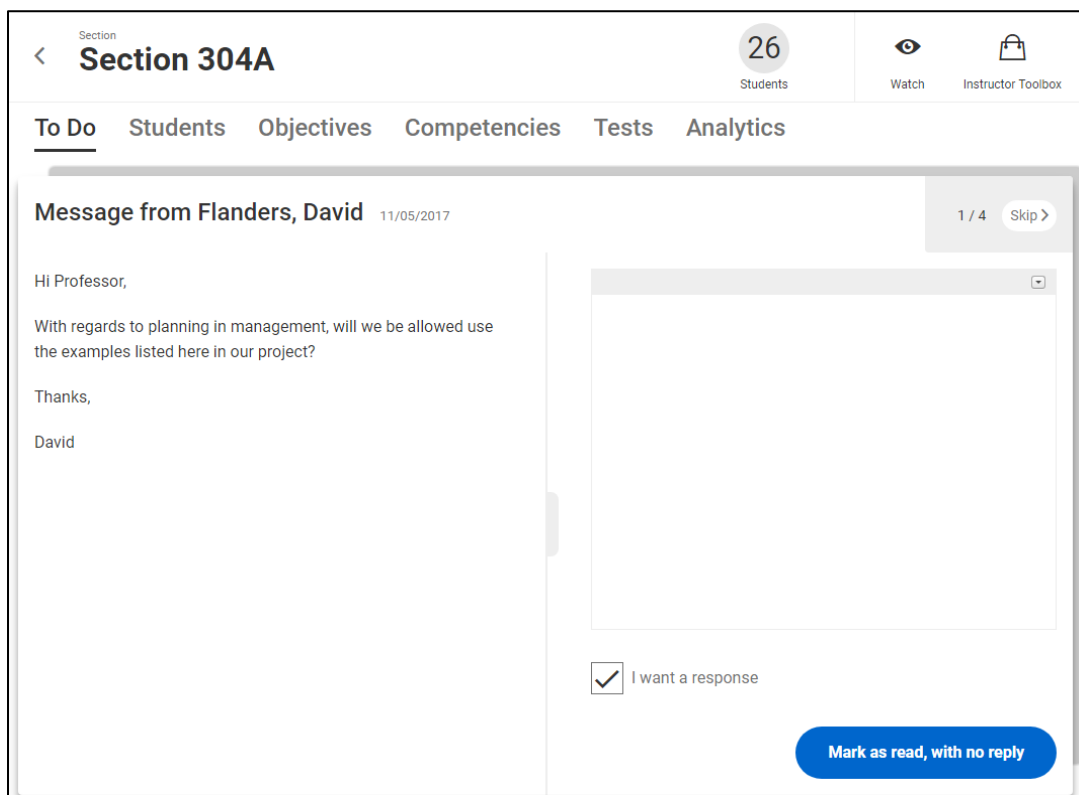 Section
Section 304A
26
Students
Watch
Instructor Toolbox
To Do Students Objectives Competencies Tests Analytics
Message from Flanders, David 11/05/2017
1 / 4 Skip
Hi Professor,
With regards to planning in management, will we be allowed use
the examples listed here in our project?
Thanks,
David
I want a response
Mark as read, with no reply